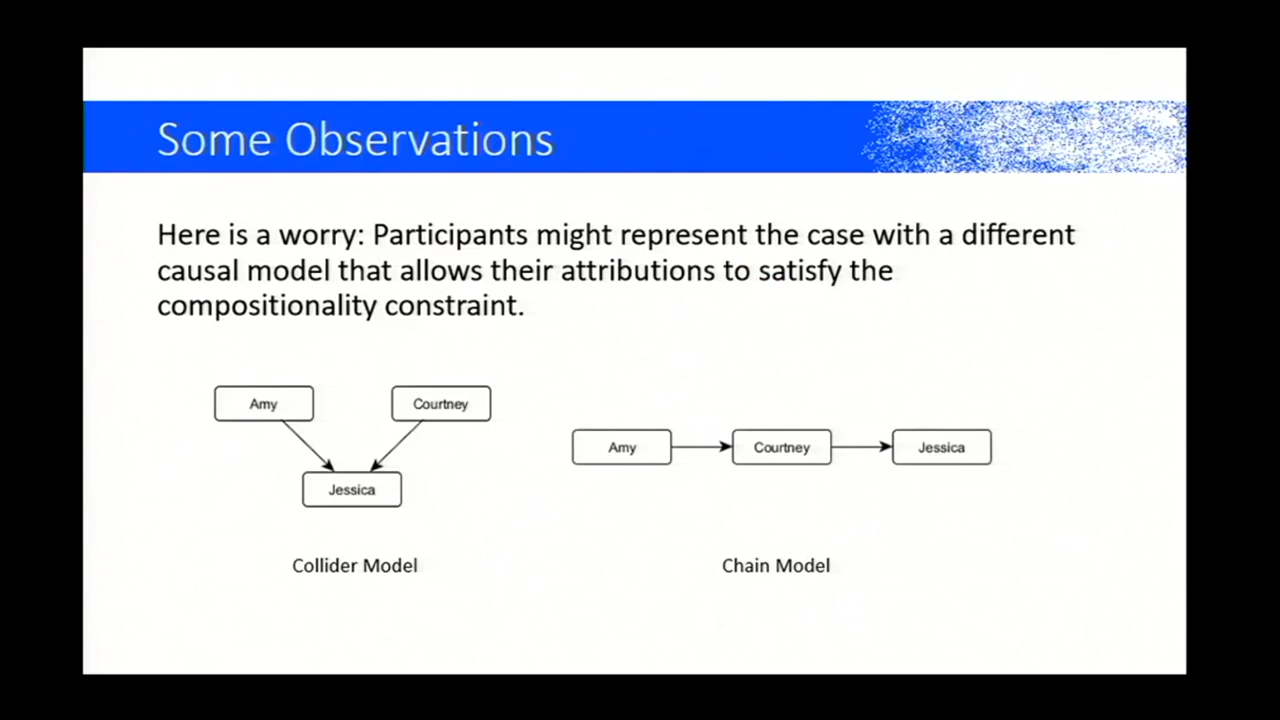 Some Observations
Here is a worry: Participants might represent the case with a different
causal model that allows their attributions to satisfy the
compositionality constraint.
Amy
Courtney
Jessica
Collider Model
Amy
Courtney
Jessica
Chain Model